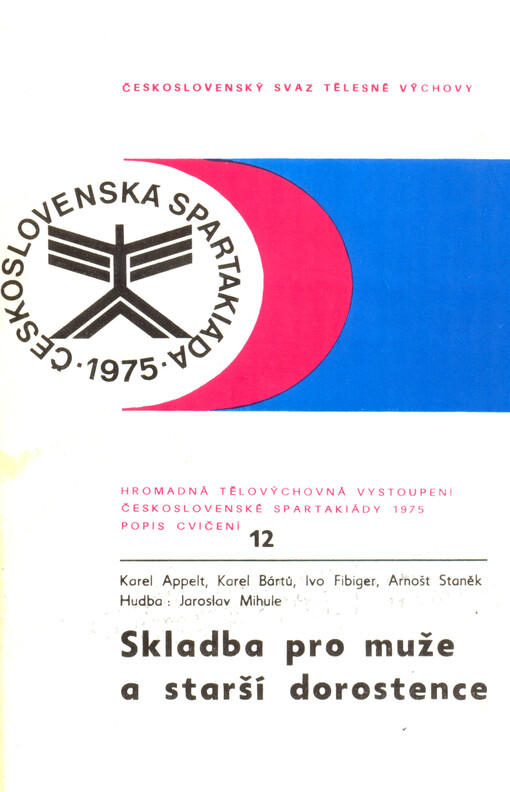 ČESKOSLOVENSKÝ SVAZ TĚLESNÉ VÝCHOVY
ČESKOSLOVENSKÁ SPARTAKIÁDA
·1975·
HROMADNÁ TĚLOVÝCHOVNÁ VYSTOUPENÍ
ČESKOSLOVENSKÉ SPARTAKIÁDY 1975
POPIS CVIČENÍ 12
Karel Appelt, Karel Bártů, Ivo Fibiger, Arnošt Staněk
Hudba : Jaroslav Mihule
Skladba pro muže
a starší dorostence